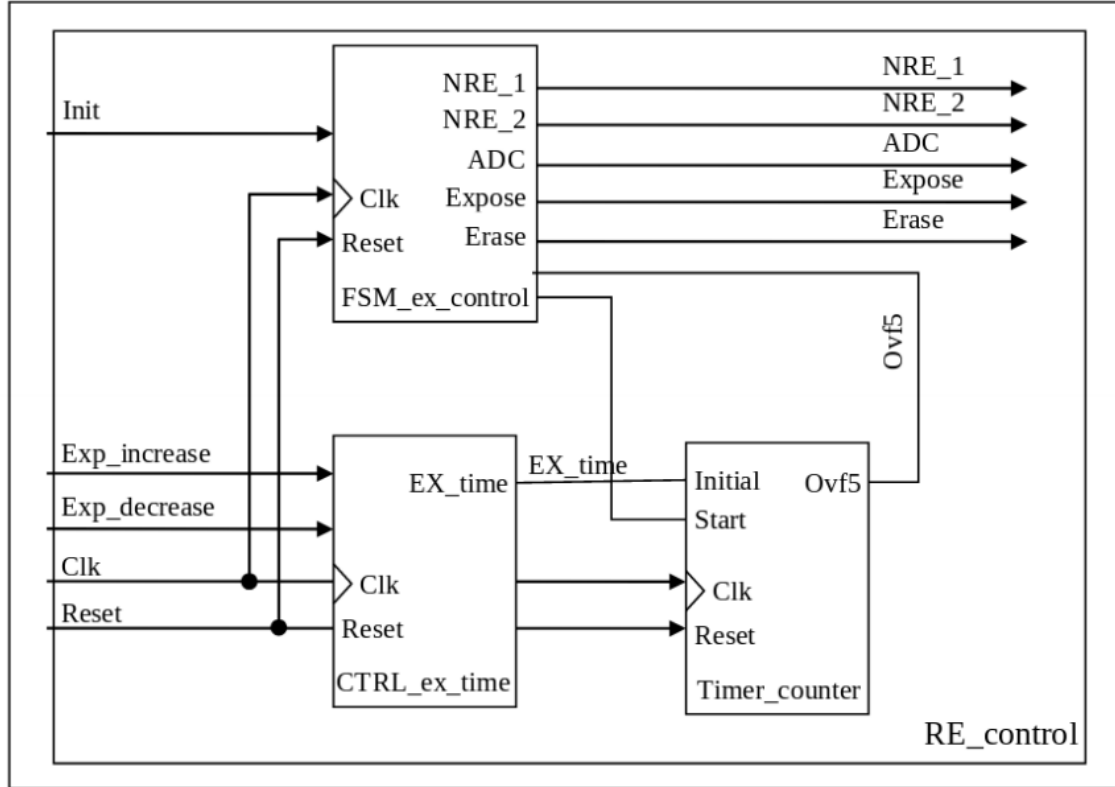 NRE_1
NRE_1
Init
NRE_2
NRE_2
ADC
ADC
Clk
Expose
Expose
Reset
Erase
Erase
FSM_ex_control
Ovf5
Exp_increase
EX_time
EX_time
Initial
Ovf5
Exp_decrease
Start
Clk
Clk
Clk
Reset
Reset
Reset
CTRL_ex_time
Timer_counter
RE_control